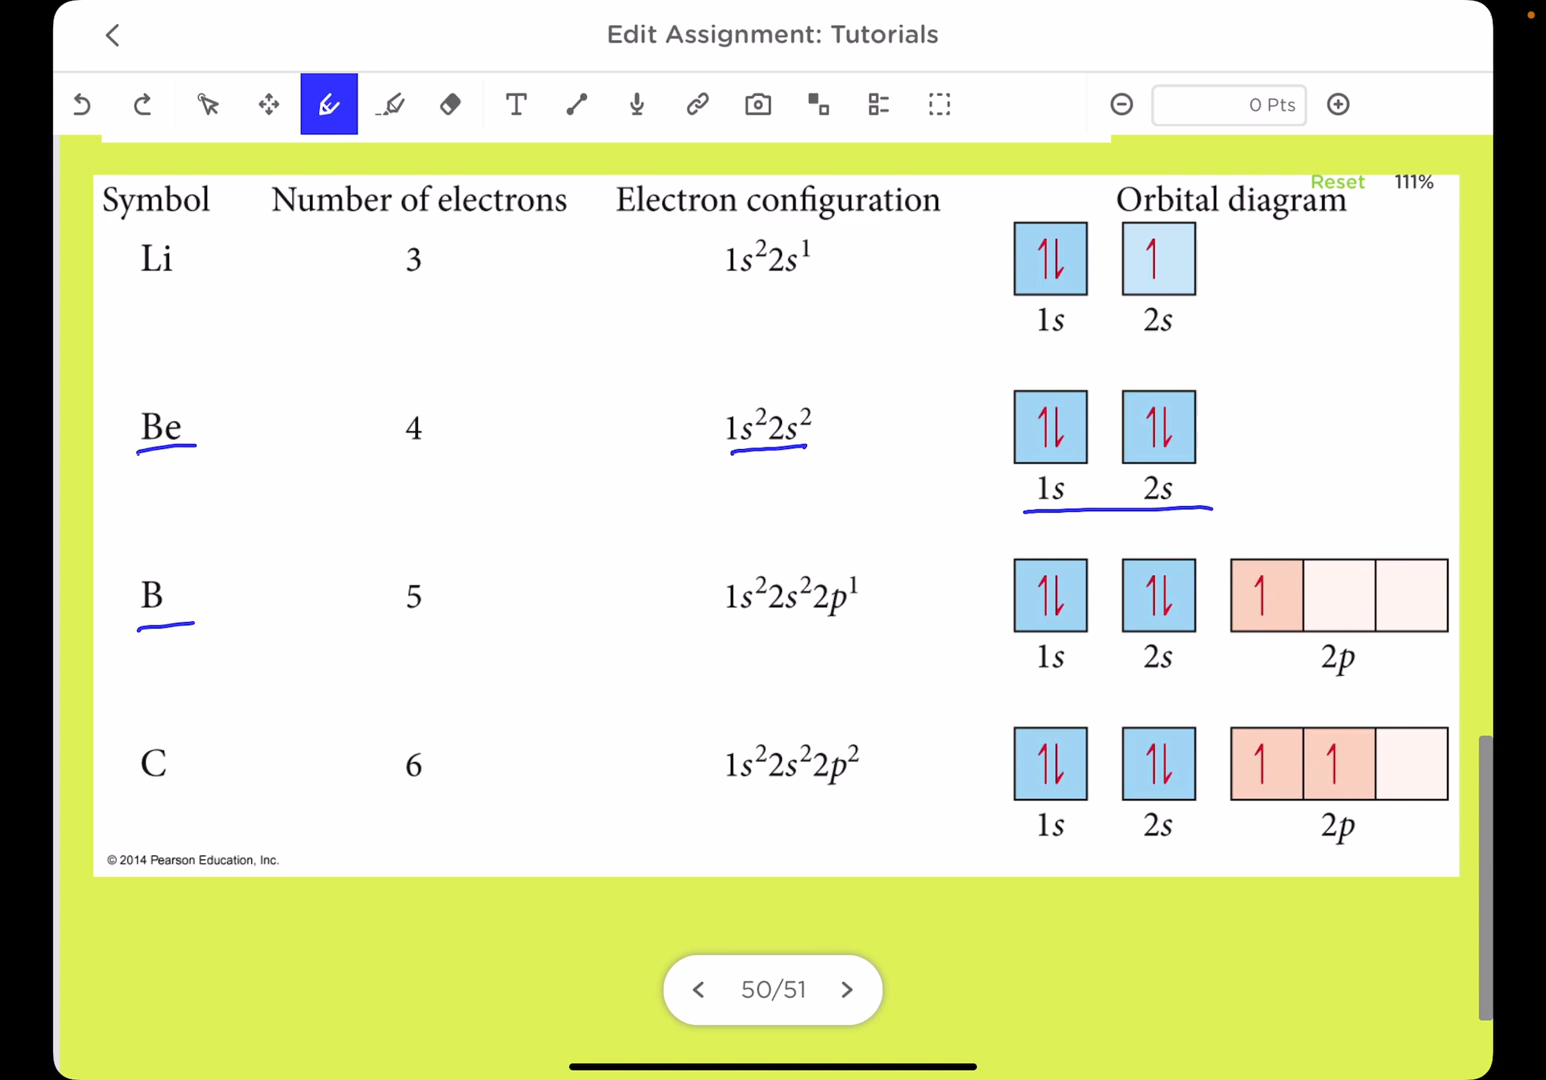 Edit Assignment: Tutorials
0 Pts
Reset 111%
Symbol Number of electrons Electron configuration Orbital diagram
Li 3 1s²2s¹ 1s 2s
Be 4 1s²2s² 1s 2s
B 5 1s²2s²2p¹ 1s 2s 2p
C 6 1s²2s²2p² 1s 2s 2p
© 2014 Pearson Education, Inc.
50/51